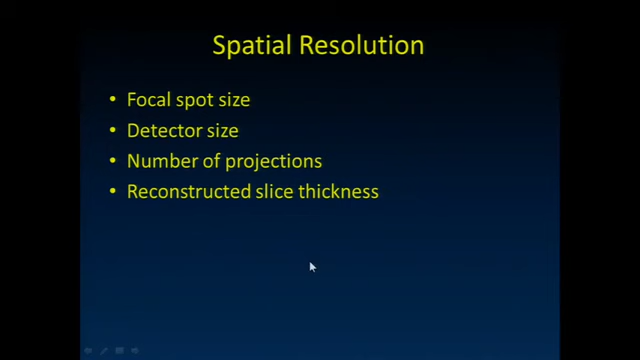 Spatial Resolution
• Focal spot size
• Detector size
• Number of projections
• Reconstructed slice thickness